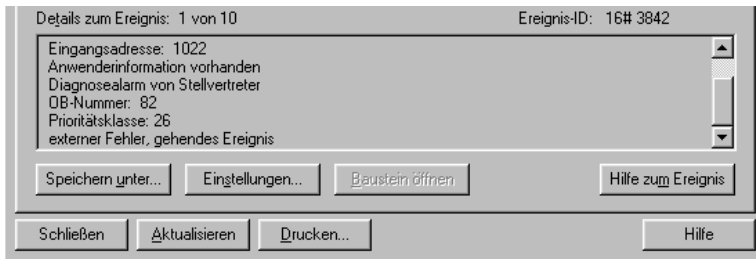 Details zum Ereignis: 1 von 10 Ereignis-ID: 16# 3842
Eingangsadresse: 1022
Anwenderinformation vorhanden
Diagnosealarm von Stellvertreter
OB-Nummer: 82
Prioritätsklasse: 26
externer Fehler, gehendes Ereignis
Speichern unter... Einstellungen... Baustein öffnen Hilfe zum Ereignis
Schließen Aktualisieren Drucken... Hilfe